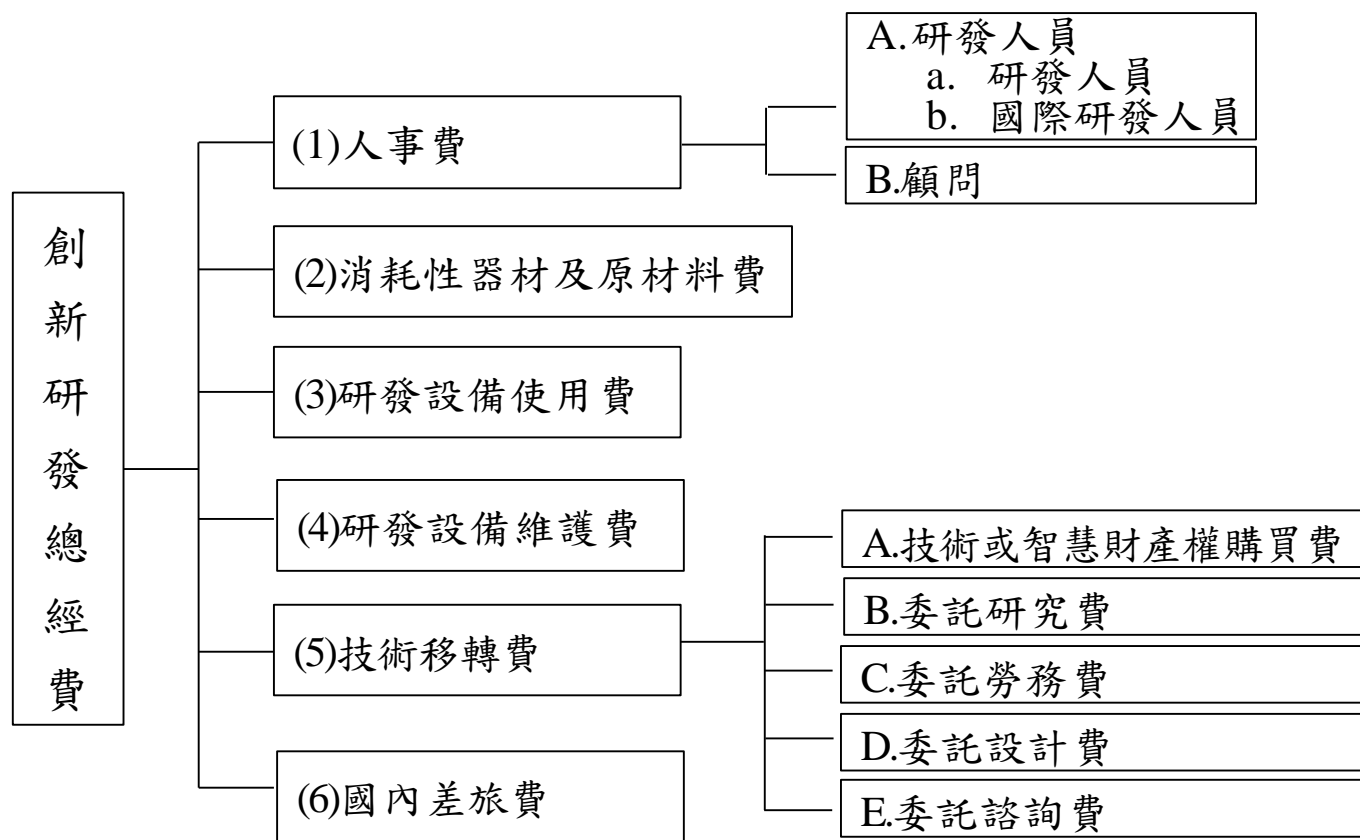 創新研發總經費
(1)人事費
A.研發人員
a. 研發人員
b. 國際研發人員
B.顧問
(2)消耗性器材及原材料費
(3)研發設備使用費
(4)研發設備維護費
(5)技術移轉費
A.技術或智慧財產權購買費
B.委託研究費
C.委託勞務費
D.委託設計費
E.委託諮詢費
(6)國內差旅費